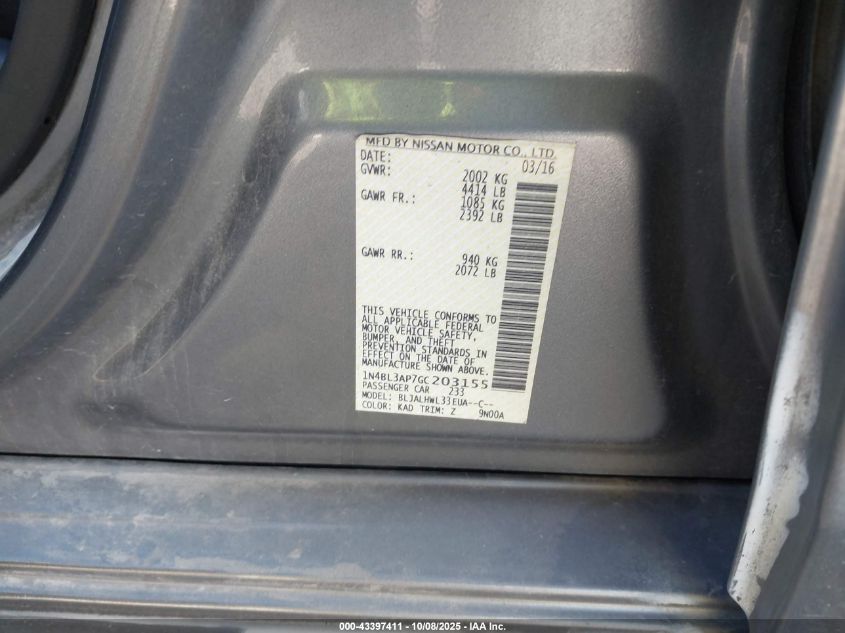 MFD BY NISSAN MOTOR CO., LTD.
DATE: 03/16
GVWR: 2002 KG
4414 LB
GAWR FR.: 1085 KG
2392 LB
GAWR RR.: 940 KG
2072 LB
THIS VEHICLE CONFORMS TO
ALL APPLICABLE FEDERAL
MOTOR VEHICLE SAFETY,
BUMPER, AND THEFT
PREVENTION STANDARDS IN
EFFECT ON THE DATE OF
MANUFACTURE SHOWN ABOVE.
1N4BL3AP7GC203155
PASSENGER CAR 233
MODEL: BLJALHWL33EUA--C--
COLOR: KAD TRIM: Z 9N00A
000-43397411 - 10/08/2025 - IAA Inc.